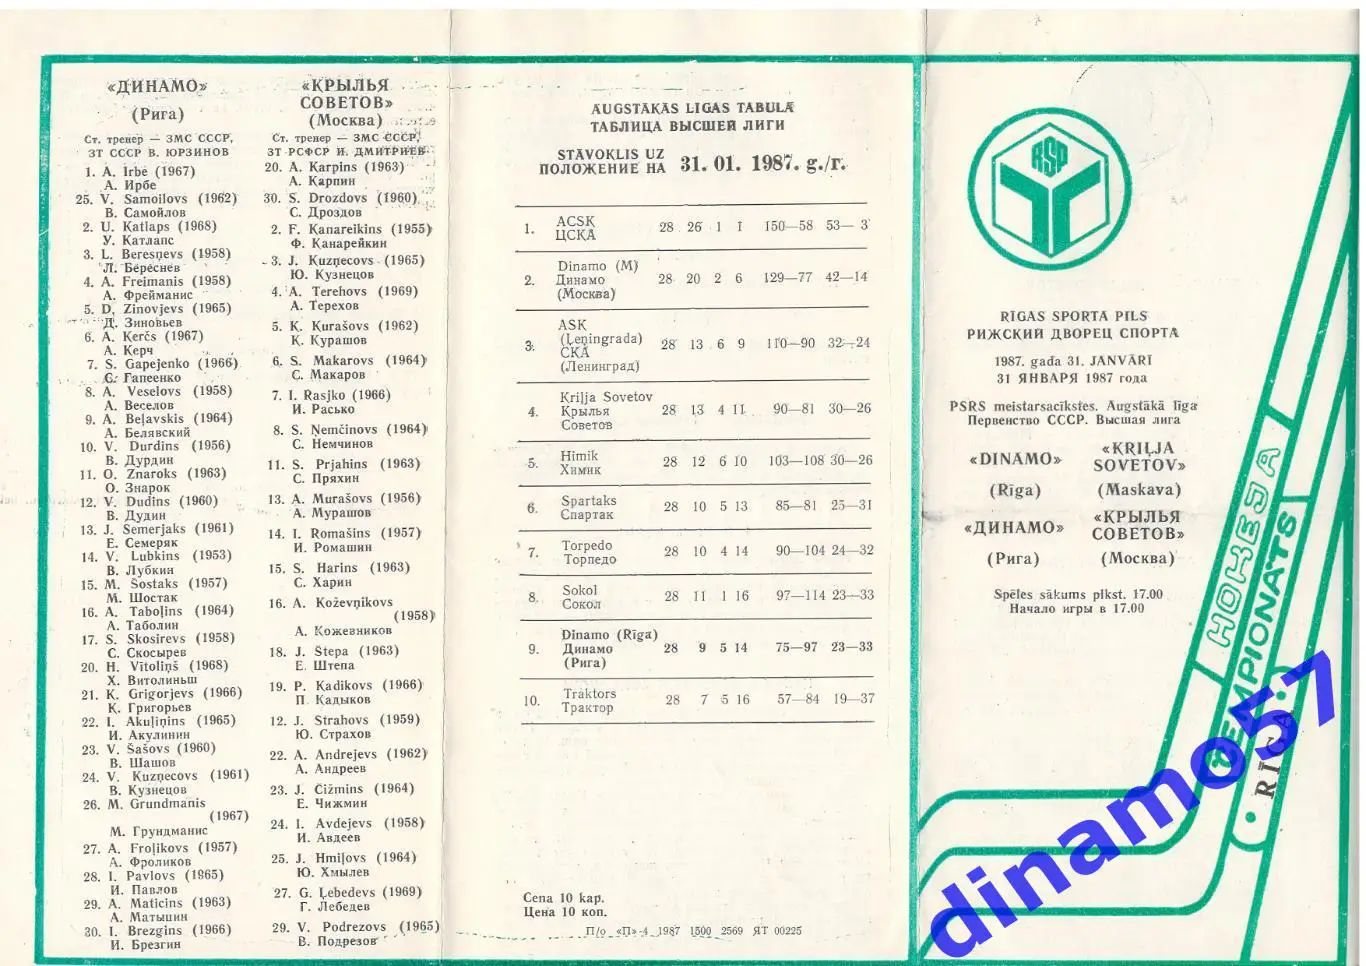 «ДИНАМО»
(Рига)
Ст. тренер — ЗМС СССР,
ЗТ СССР В. ЮРЗИНОВ
1. A. Irbe (1967)
А. Ирбе
25. V. Samoilovs (1962)
В. Самойлов
2. U. Katlaps (1968)
У. Катлапс
3. L. Beresņevs (1958)
Л. Береснев
4. A. Freimanis (1958)
А. Фрейманис
5. D. Zinovjevs (1965)
Д. Зиновьев
6. A. Kerčs (1967)
А. Керч
7. S. Gapejenko (1966)
С. Гапеенко
8. A. Veselovs (1958)
А. Веселов
9. A. Beļavskis (1964)
А. Белявский
10. V. Durdins (1956)
В. Дурдин
11. O. Znaroks (1963)
О. Знарок
12. V. Dudins (1960)
В. Дудин
13. J. Semerjaks (1961)
Е. Семеряк
14. V. Lubkins (1953)
В. Лубкин
15. M. Šostaks (1957)
М. Шостак
16. A. Taboļins (1964)
А. Таболин
17. S. Skosirevs (1958)
С. Скосырев
20. H. Vitoliņš (1968)
Х. Витолиньш
21. K. Grigorjevs (1966)
К. Григорьев
22. I. Akuļiņins (1965)
И. Акулинин
23. V. Šašovs (1960)
В. Шашов
24. V. Kuzņecovs (1961)
В. Кузнецов
26. M. Grundmanis
(1967)
М. Грундманис
27. A. Froļikovs (1957)
А. Фроликов
28. I. Pavlovs (1965)
И. Павлов
29. A. Maticins (1963)
А. Матыцин
30. I. Brezgins (1966)
И. Брезгин
«КРЫЛЬЯ
СОВЕТОВ»
(Москва)
Ст. тренер — ЗМС СССР,
ЗТ РСФСР И. ДМИТРИЕВ
20. A. Karpins (1963)
А. Карпин
30. S. Drozdovs (1960)
С. Дроздов
2. F. Kanareikins (1955)
Ф. Канарейкин
3. J. Kuzņecovs (1965)
Ю. Кузнецов
4. A. Terehovs (1969)
А. Терехов
5. K. Kurašovs (1962)
К. Курашов
6. S. Makarovs (1964)
С. Макаров
7. I. Rasjko (1966)
И. Расько
8. S. Ņemčinovs (1964)
С. Немчинов
11. S. Prjahins (1963)
С. Пряхин
13. A. Murašovs (1956)
А. Мурашов
14. I. Romašins (1957)
И. Ромашин
15. S. Harins (1963)
С. Харин
16. A. Koževņikovs
(1958)
А. Кожевников
18. J. Štepa (1963)
Е. Штепа
19. P. Kadikovs (1966)
П. Кадыков
12. J. Strahovs (1959)
Ю. Страхов
22. A. Andrejevs (1962)
А. Андреев
23. J. Čižmins (1964)
Е. Чижмин
24. I. Avdejevs (1958)
И. Авдеев
25. J. Hmiļovs (1964)
Ю. Хмылев
27. G. Ļebedevs (1969)
Г. Лебедев
29. V. Podrezovs (1965)
В. Подрезов
AUGSTĀKĀS LĪGAS TABULA
ТАБЛИЦА ВЫСШЕЙ ЛИГИ
STĀVOKLIS UZ
ПОЛОЖЕНИЕ НА 31. 01. 1987. g./г.
1. ACSK
ЦСКА 28 26 1 1 150—58 53— 3
2. Dinamo (M)
Динамо
(Москва) 28 20 2 6 129—77 42—14
3. ASK
(Ļeņingrada)
СКА
(Ленинград) 28 13 6 9 110—90 32—24
4. Kriļja Sovetov
Крылья
Советов 28 13 4 11 90—81 30—26
5. Himik
Химик 28 12 6 10 103—108 30—26
6. Spartaks
Спартак 28 10 5 13 85—81 25—31
7. Torpedo
Торпедо 28 10 4 14 90—104 24—32
8. Sokol
Сокол 28 11 1 16 97—114 23—33
9. Dinamo (Rīga)
Динамо
(Рига) 28 9 5 14 75—97 23—33
10. Traktors
Трактор 28 7 5 16 57—84 19—37
Cena 10 kap.
Цена 10 коп.
П/о «П»-4 1987 1500 2569 ЯТ 00225
RSP
RĪGAS SPORTA PILS
РИЖСКИЙ ДВОРЕЦ СПОРТА
1987. gada 31. JANVĀRĪ
31 ЯНВАРЯ 1987 года
PSRS meistarsacīkstes. Augstākā līga
Первенство СССР. Высшая лига
«DINAMO» «KRIĻJA
SOVETOV»
(Rīga) (Maskava)
«ДИНАМО» «КРЫЛЬЯ
СОВЕТОВ»
(Рига) (Москва)
Spēles sākums plkst. 17.00
Начало игры в 17.00
HOKEJA
ČEMPIONATS
RĪGA
dinamo57